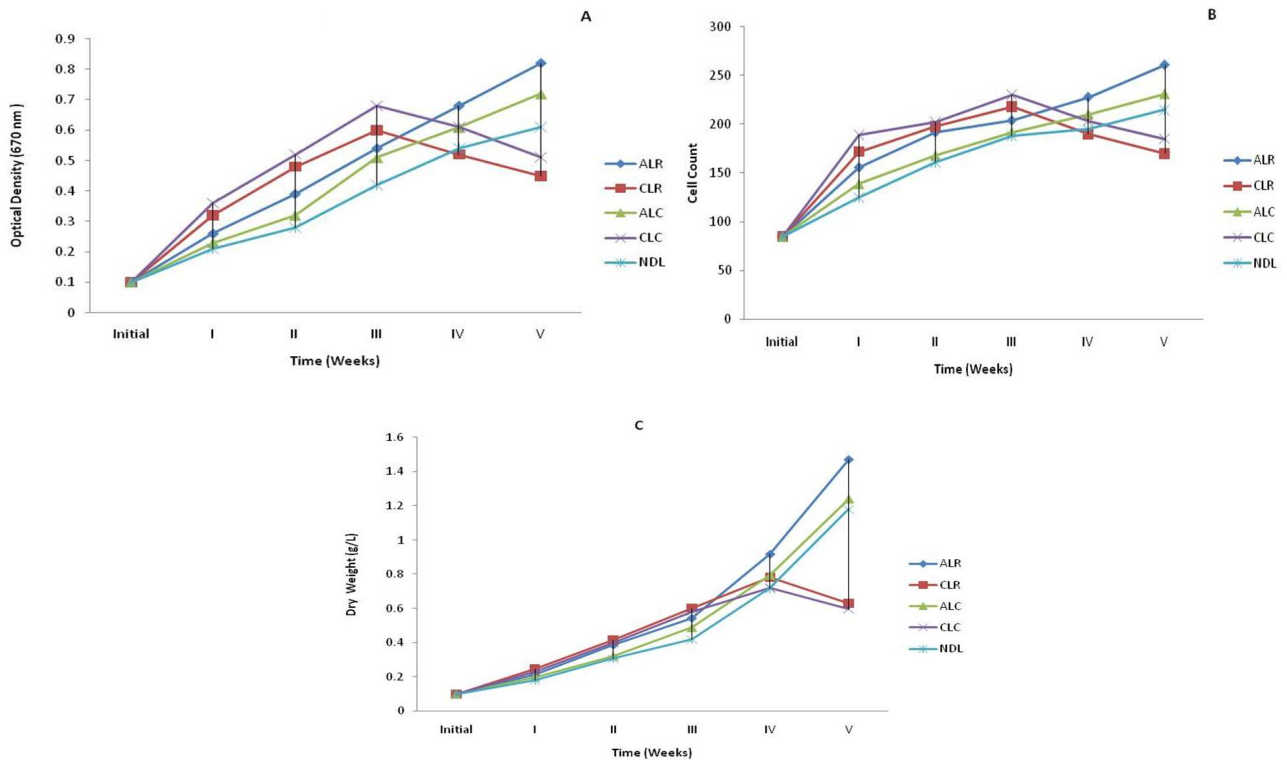 A
Optical Density (670 nm)
0.9
0.8
0.7
0.6
0.5
0.4
0.3
0.2
0.1
0
Initial I II III IV V
Time (Weeks)
ALR
CLR
ALC
CLC
NDL
B
Cell Count
300
250
200
150
100
50
0
Initial I II III IV V
Time (Weeks)
ALR
CLR
ALC
CLC
NDL
C
Dry Weight (g/L)
1.6
1.4
1.2
1
0.8
0.6
0.4
0.2
0
Initial I II III IV V
Time (Weeks)
ALR
CLR
ALC
CLC
NDL